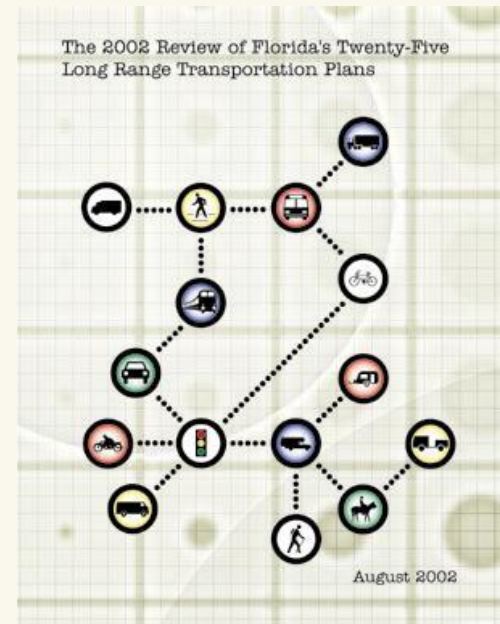 The 2002 Review of Florida's Twenty-Five
Long Range Transportation Plans
August 2002